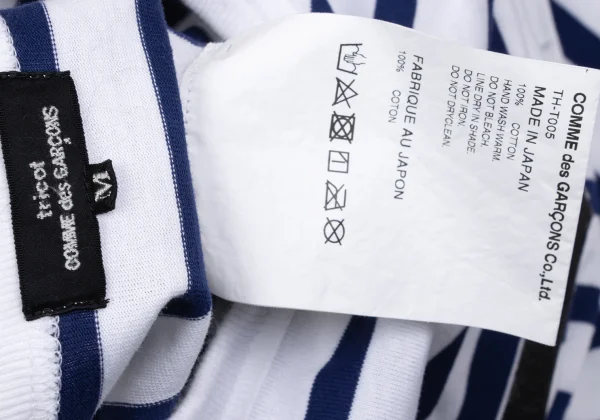 tricot
COMME des GARÇONS
M
COMME des GARÇONS Co.,Ltd.
TH-T005
MADE IN JAPAN
100% COTTON
HAND WASH WARM.
DO NOT BLEACH.
LINE DRY IN SHADE.
DO NOT IRON.
DO NOT DRYCLEAN.
FABRIQUE AU JAPON
100% COTON